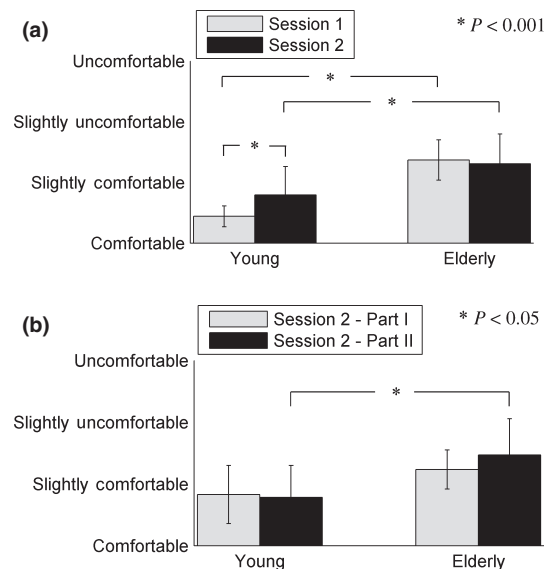 (a)
Session 1
Session 2
* P < 0.001
Uncomfortable
*
Slightly uncomfortable
*
*
Slightly comfortable
Comfortable
Young
Elderly
(b)
Session 2 - Part I
Session 2 - Part II
* P < 0.05
Uncomfortable
*
Slightly uncomfortable
Slightly comfortable
Comfortable
Young
Elderly